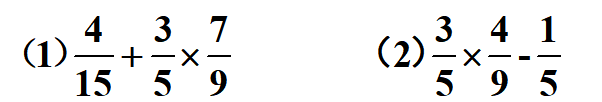 (1) 4/15 + 3/5 × 7/9 (2) 3/5 × 4/9 - 1/5